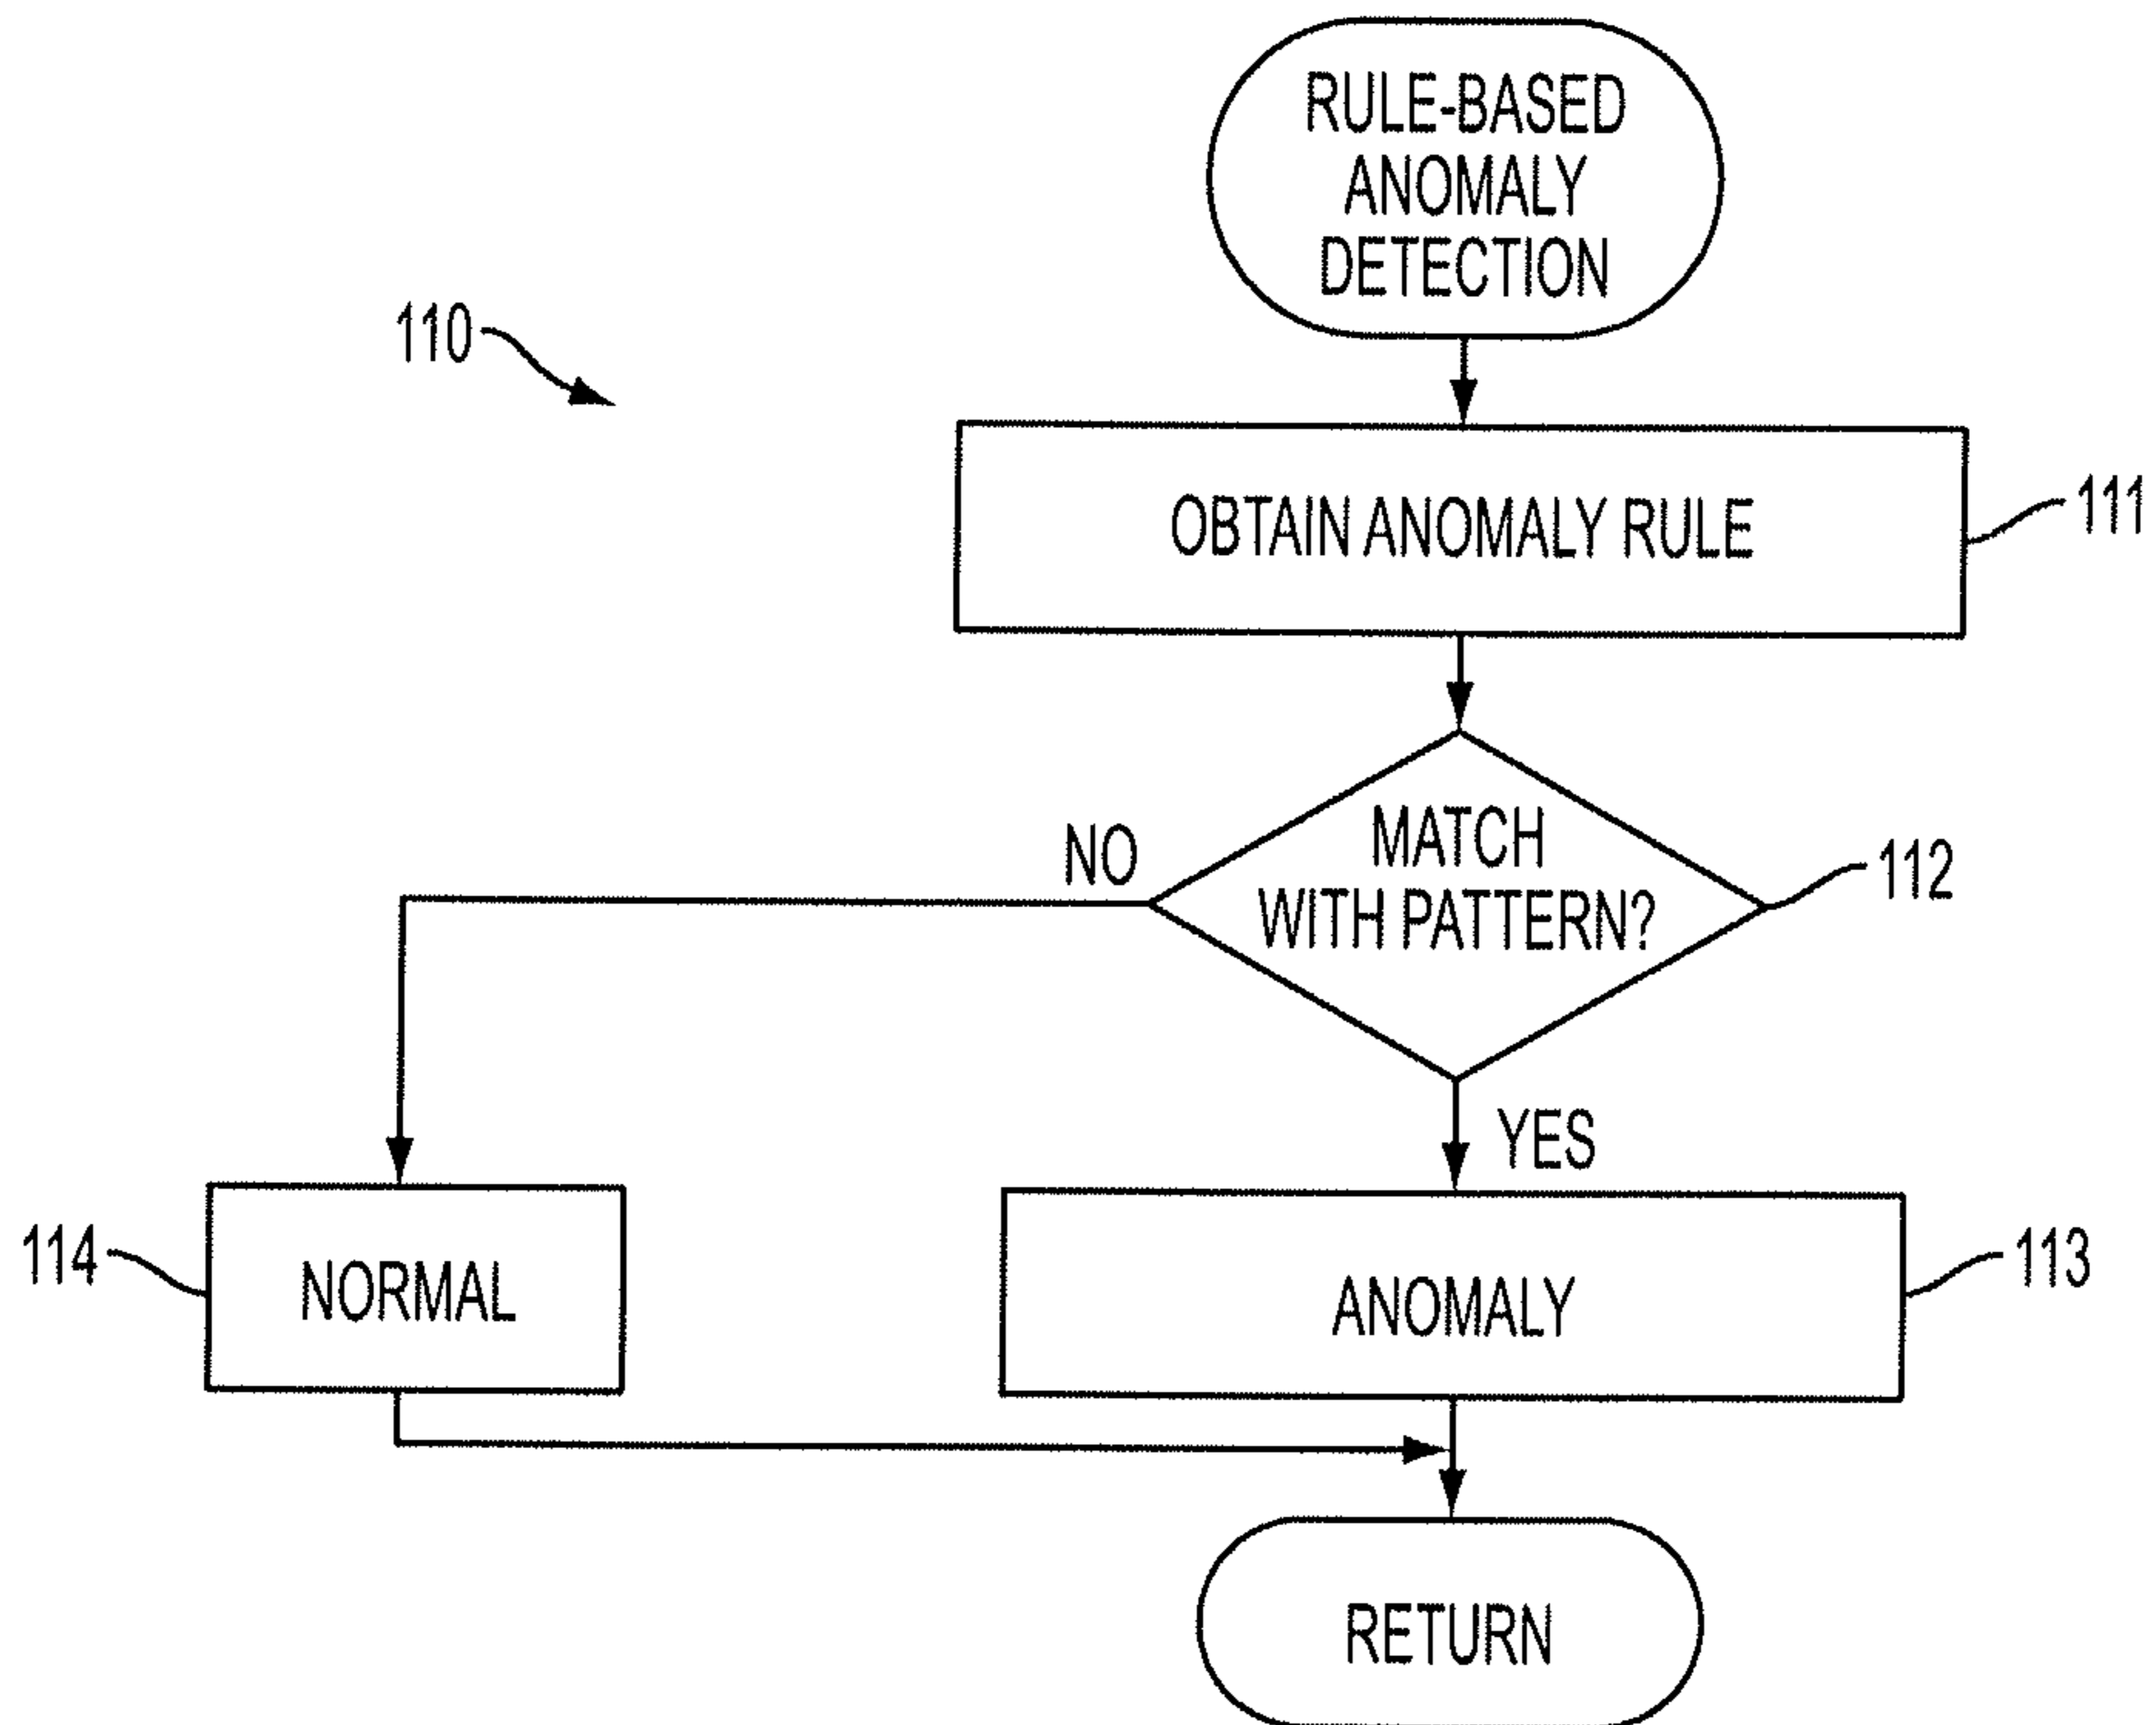 RULE-BASED
ANOMALY
DETECTION
110
OBTAIN ANOMALY RULE
111
MATCH
WITH PATTERN?
112
NO
YES
NORMAL
114
ANOMALY
113
RETURN